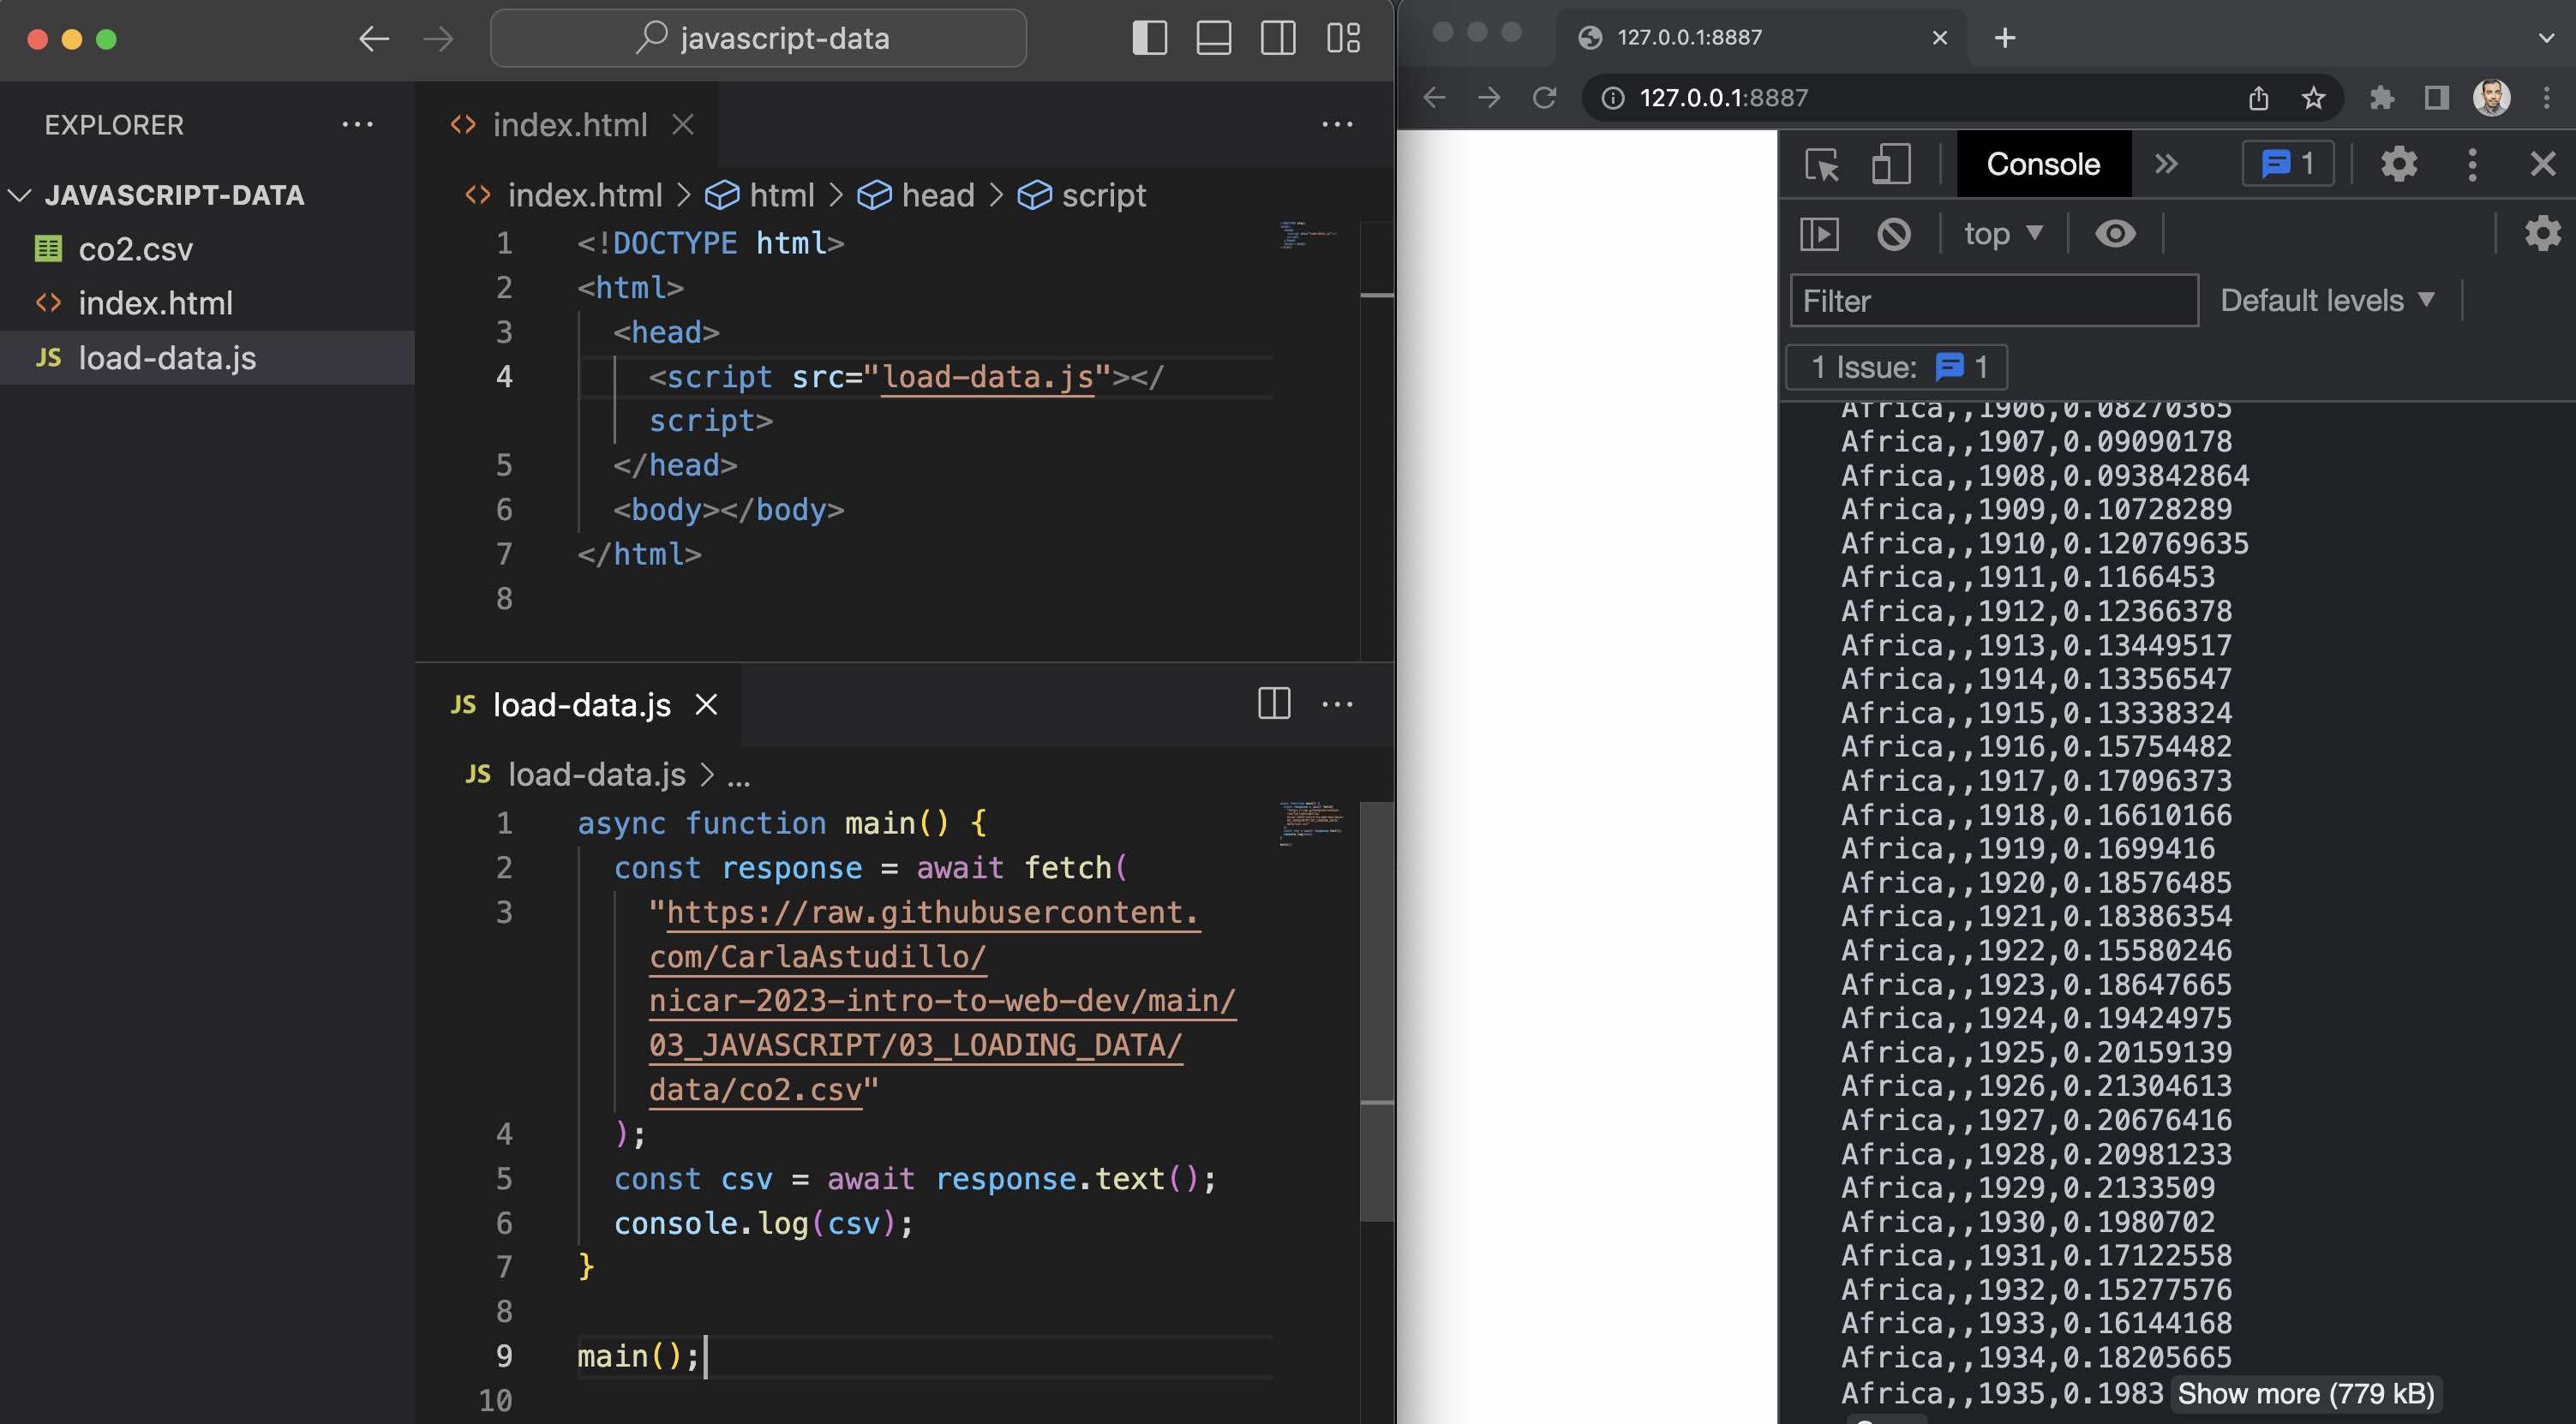 javascript-data
EXPLORER
JAVASCRIPT-DATA
co2.csv
index.html
JS load-data.js
index.html
index.html > html > head > script
1 <!DOCTYPE html>
2 <html>
3 <head>
4 <script src="load-data.js"></
script>
5 </head>
6 <body></body>
7 </html>
8
JS load-data.js
JS load-data.js > ...
1 async function main() {
2 const response = await fetch(
3 "https://raw.githubusercontent.
com/CarlaAstudillo/
nicar-2023-intro-to-web-dev/main/
03_JAVASCRIPT/03_LOADING_DATA/
data/co2.csv"
4 );
5 const csv = await response.text();
6 console.log(csv);
7 }
8
9 main();
10
127.0.0.1:8887
127.0.0.1:8887
Console
1
top
Filter
Default levels
1 Issue: 1
Africa,,1906,0.08270365
Africa,,1907,0.09090178
Africa,,1908,0.093842864
Africa,,1909,0.10728289
Africa,,1910,0.120769635
Africa,,1911,0.1166453
Africa,,1912,0.12366378
Africa,,1913,0.13449517
Africa,,1914,0.13356547
Africa,,1915,0.13338324
Africa,,1916,0.15754482
Africa,,1917,0.17096373
Africa,,1918,0.16610166
Africa,,1919,0.1699416
Africa,,1920,0.18576485
Africa,,1921,0.18386354
Africa,,1922,0.15580246
Africa,,1923,0.18647665
Africa,,1924,0.19424975
Africa,,1925,0.20159139
Africa,,1926,0.21304613
Africa,,1927,0.20676416
Africa,,1928,0.20981233
Africa,,1929,0.2133509
Africa,,1930,0.1980702
Africa,,1931,0.17122558
Africa,,1932,0.15277576
Africa,,1933,0.16144168
Africa,,1934,0.18205665
Africa,,1935,0.1983 Show more (779 kB)